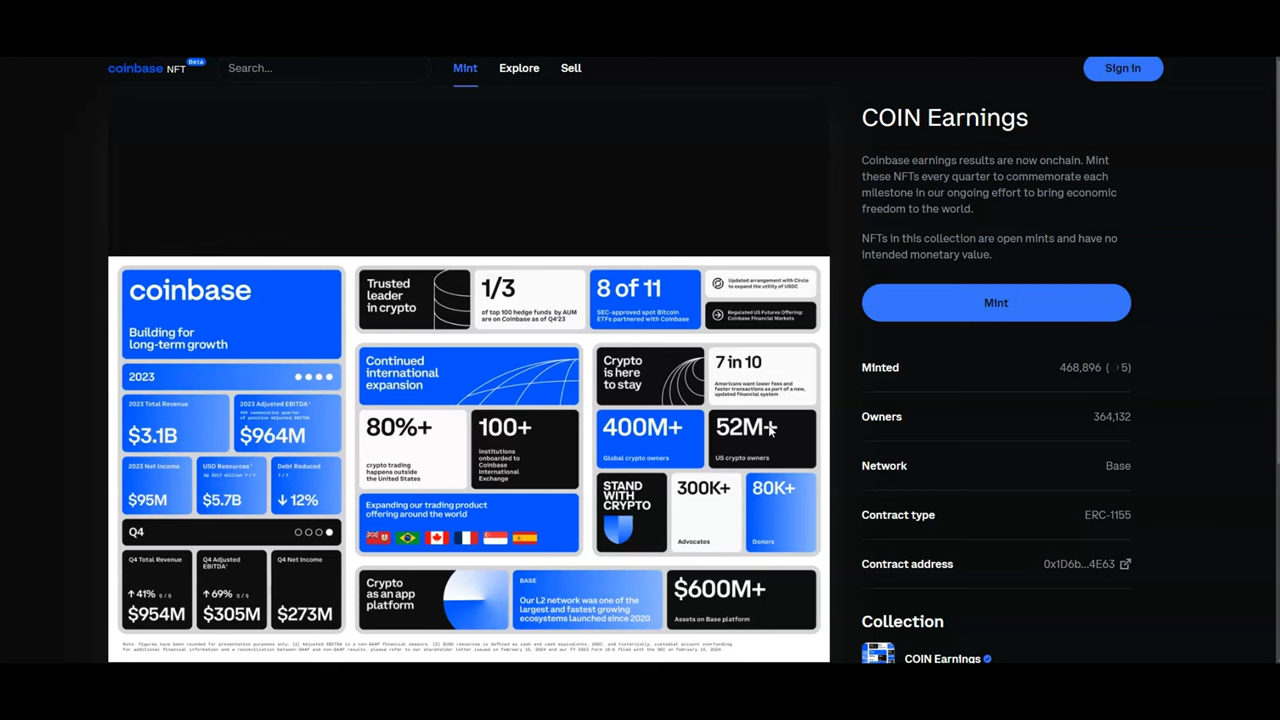 coinbase NFT Beta
Search...
Mint
Explore
Sell
Sign in
COIN Earnings
Coinbase earnings results are now onchain. Mint
these NFTs every quarter to commemorate each
milestone in our ongoing effort to bring economic
freedom to the world.
NFTs in this collection are open mints and have no
intended monetary value.
Mint
Minted 468,896
Owners 364,132
Network Base
Contract type ERC-1155
Contract address 0x1D6b...4E63
Collection
COIN Earnings
coinbase
Building for
long-term growth
2023
2023 Total Revenue
$3.1B
2023 Adjusted EBITDA
$964M
2023 Net Income
$95M
USD Resources
$5.7B
Debt Reduced
Y / Y
↓ 12%
Q4
Q4 Total Revenue
↑ 41% Q / Q
$954M
Q4 Adjusted
EBITDA
↑ 69% Q / Q
$305M
Q4 Net Income
$273M
Trusted
leader
in crypto
1/3
of top 100 hedge funds by AUM
are on Coinbase as of Q4'23
8 of 11
SEC-approved spot Bitcoin
ETFs partnered with Coinbase
Updated arrangement with Circle
to expand the utility of USDC
Regulated US Futures Offering:
Coinbase Financial Markets
Continued
international
expansion
80%+
crypto trading
happens outside
the United States
100+
institutions
onboarded to
Coinbase
International
Exchange
Expanding our trading product
offering around the world
Crypto
is here
to stay
7 in 10
Americans want lower fees and
faster transactions as part of a new,
updated financial system
400M+
Global crypto owners
52M+
US crypto owners
STAND
WITH
CRYPTO
300K+
Advocates
80K+
Donors
Crypto
as an app
platform
BASE
Our L2 network was one of the
largest and fastest growing
ecosystems launched since 2020
$600M+
Assets on Base platform